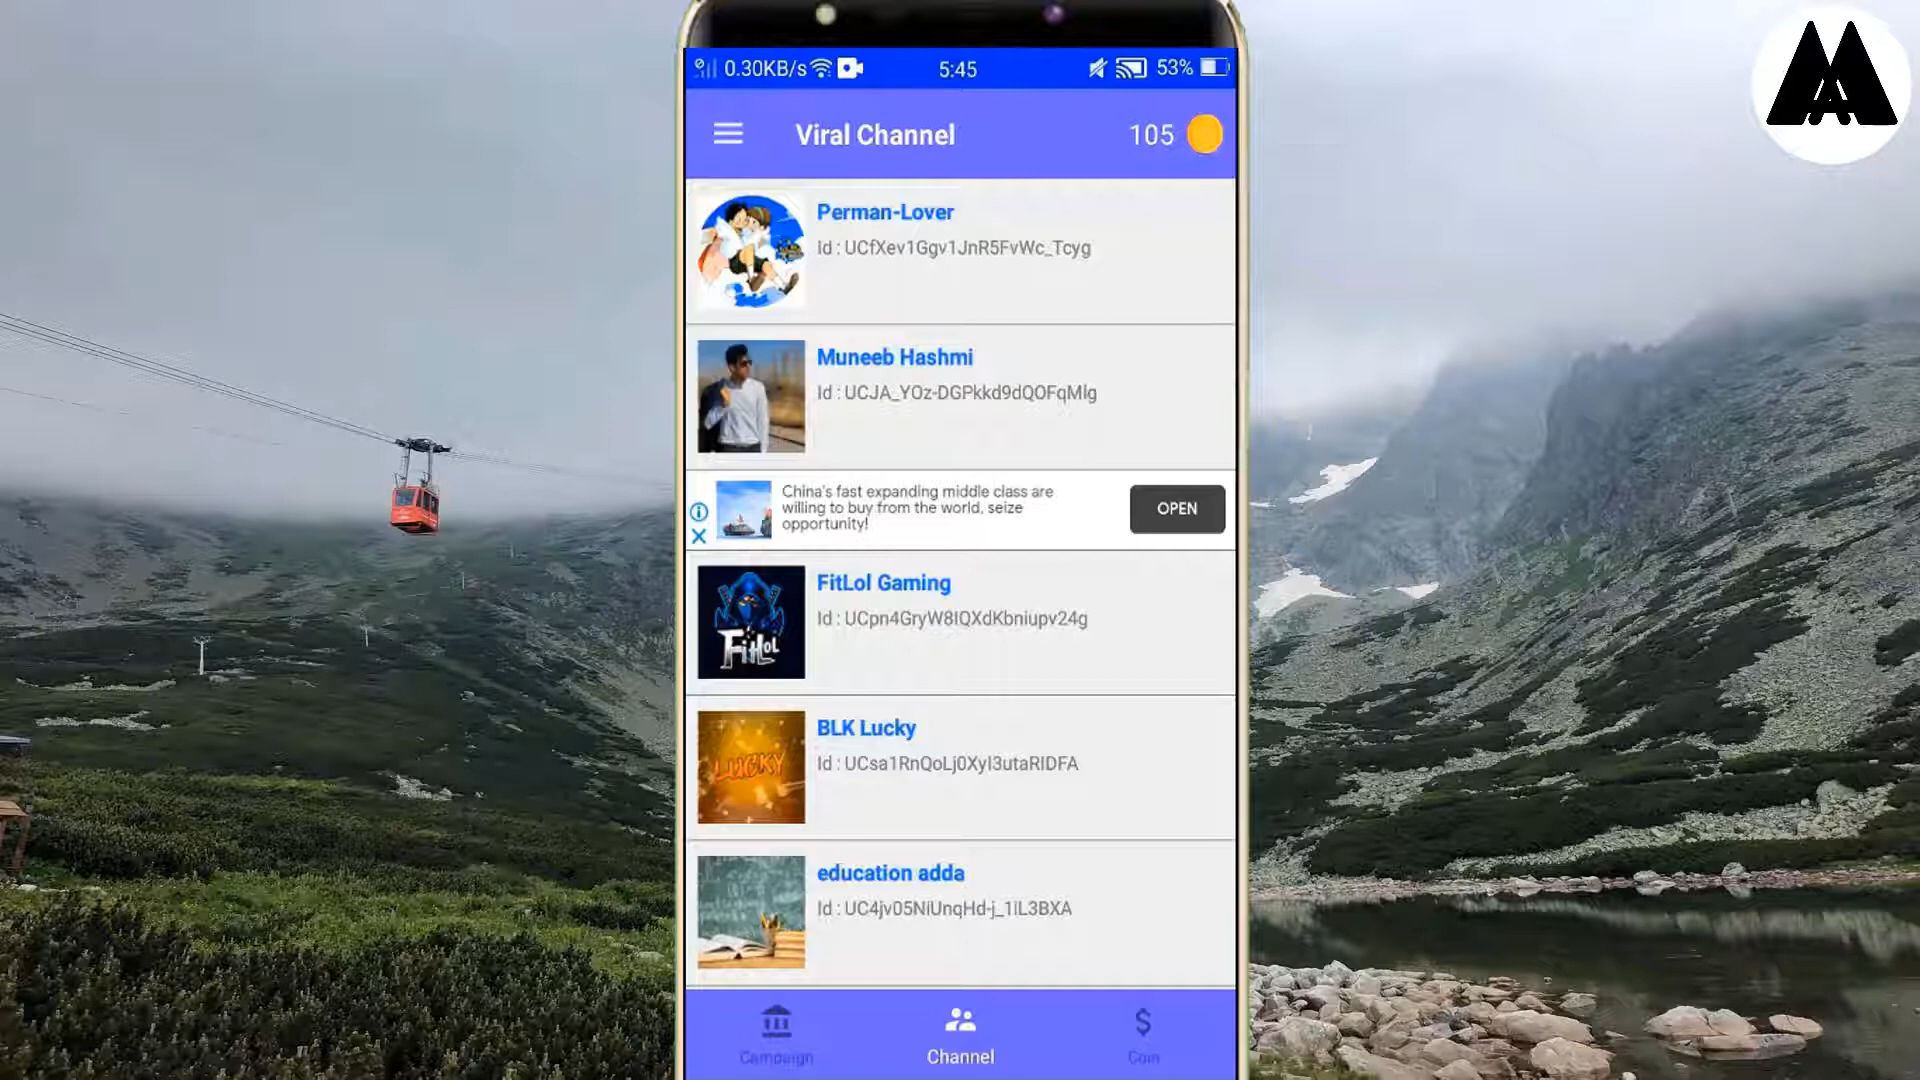 0.30KB/s 5:45 53%
Viral Channel 105
Perman-Lover
Id : UCfXev1Ggv1JnR5FvWc_Tcyg
Muneeb Hashmi
Id : UCJA_YOz-DGPkkd9dQOFqMlg
China's fast expanding middle class are
willing to buy from the world, seize
opportunity!
OPEN
FitLol Gaming
Id : UCpn4GryW8IQXdKbniupv24g
FitLol
BLK Lucky
Id : UCsa1RnQoLj0XyI3utaRIDFA
LUCKY
education adda
Id : UC4jv05NiUnqHd-j_1iL3BXA
Campaign Channel Coin